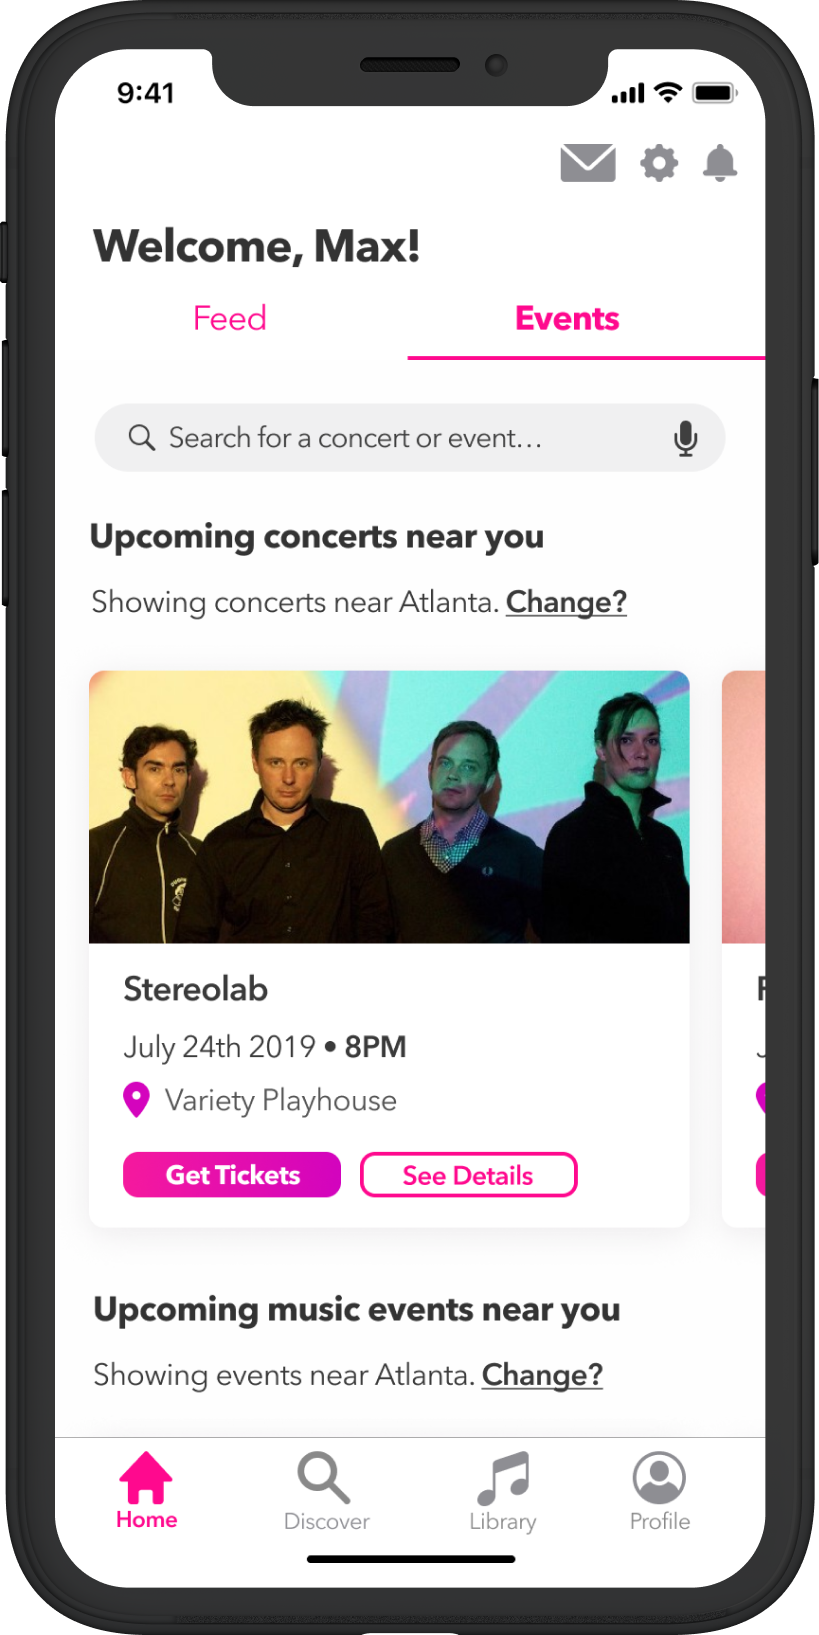 9:41
Welcome, Max!
Feed Events
Search for a concert or event...
Upcoming concerts near you
Showing concerts near Atlanta. Change?
Stereolab
July 24th 2019 • 8PM
Variety Playhouse
Get Tickets See Details
Upcoming music events near you
Showing events near Atlanta. Change?
Home Discover Library Profile